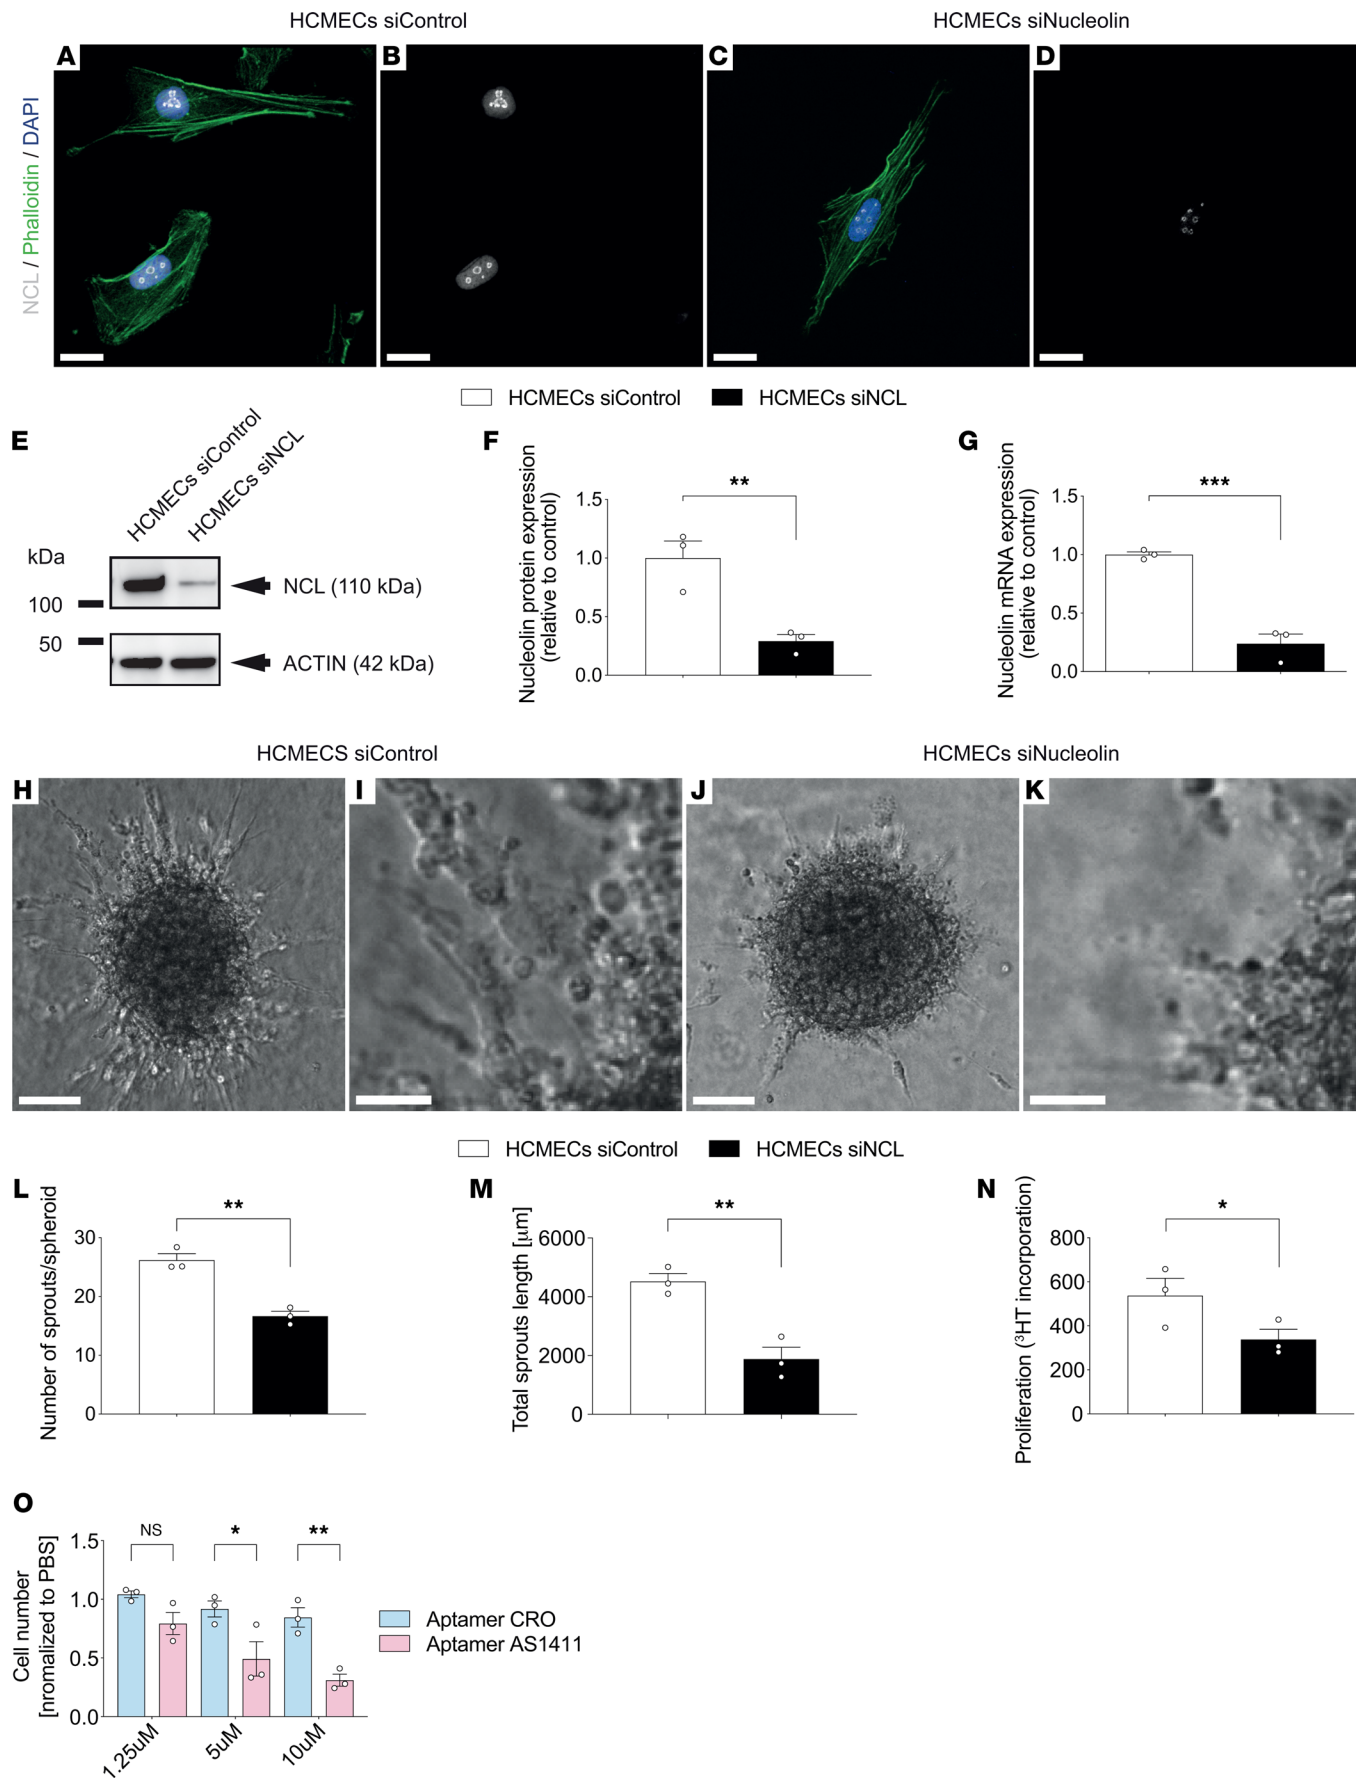 HCMECs siControl
HCMECs siNucleolin
A
B
C
D
NCL / Phalloidin / DAPI
HCMECs siControl
HCMECs siNCL
E
HCMECs siControl
HCMECs siNCL
kDa
100
50
NCL (110 kDa)
ACTIN (42 kDa)
F
Nucleolin protein expression
(relative to control)
1.5
1.0
0.5
0.0
**
G
Nucleolin mRNA expression
(relative to control)
1.5
1.0
0.5
0.0
***
HCMECS siControl
HCMECs siNucleolin
H
I
J
K
HCMECs siControl
HCMECs siNCL
L
Number of sprouts/spheroid
30
20
10
0
**
M
Total sprouts length [μm]
6000
4000
2000
0
**
N
Proliferation (³HT incorporation)
800
600
400
200
0
*
O
Cell number
[nromalized to PBS]
1.5
1.0
0.5
0.0
NS
*
**
1.25uM
5uM
10uM
Aptamer CRO
Aptamer AS1411